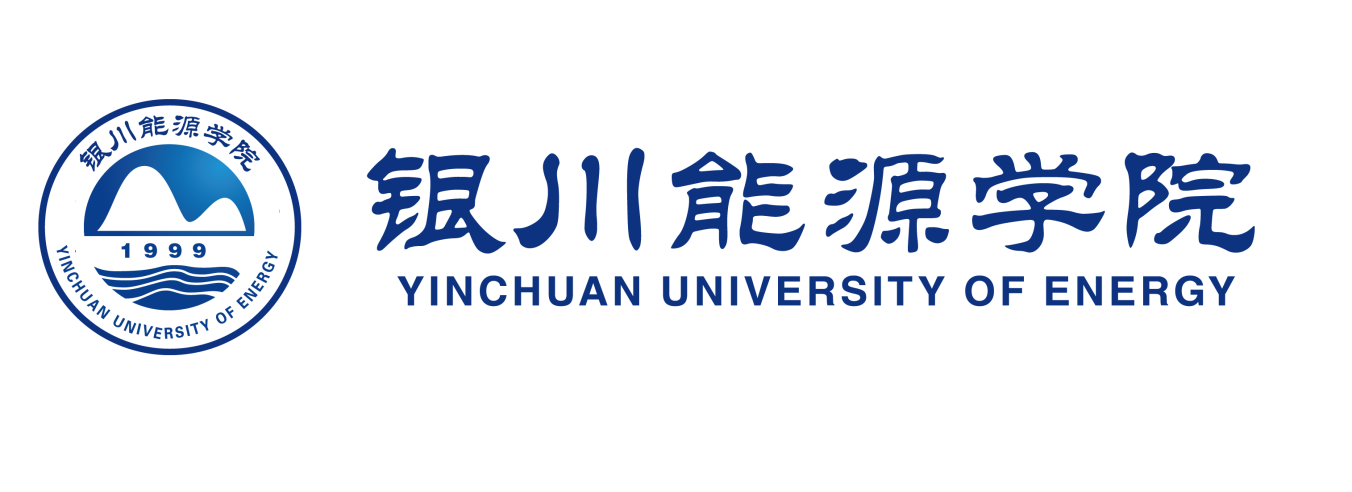 银川能源学院
1999
YINCHUAN UNIVERSITY OF ENERGY
银川能源学院
YINCHUAN UNIVERSITY OF ENERGY